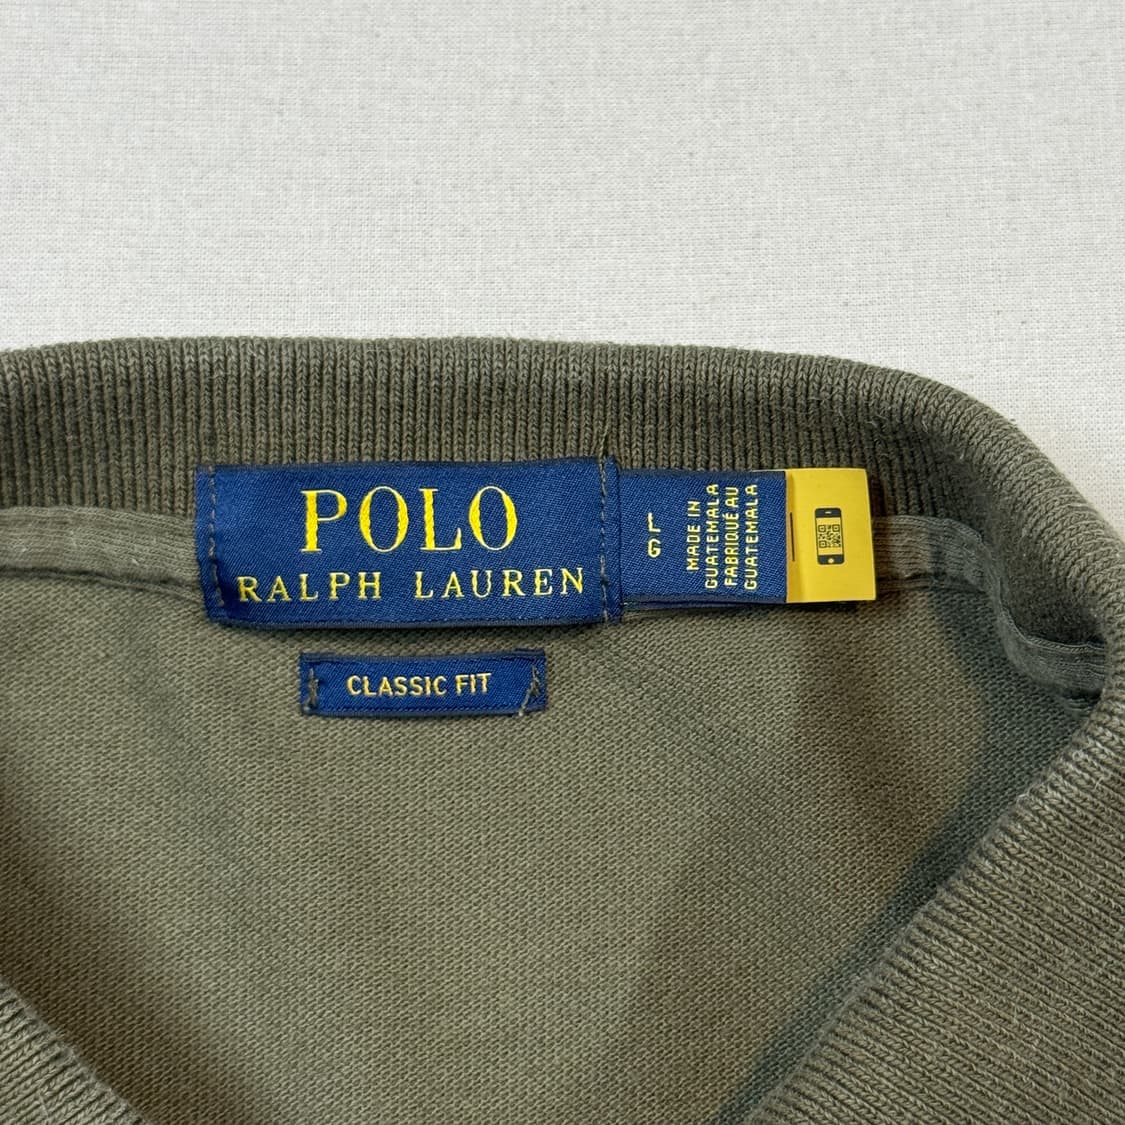 POLO
RALPH LAUREN
L
G
MADE IN
GUATEMALA
FABRIQUÉ AU
GUATEMALA
CLASSIC FIT